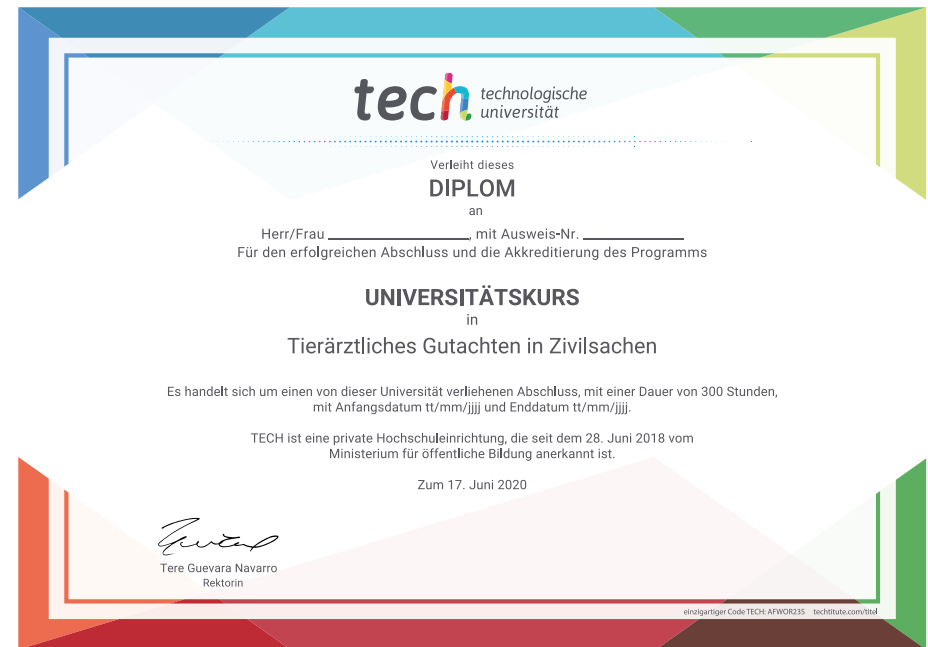 tech technologische
universität
Verleiht dieses
DIPLOM
an
Herr/Frau ____________, mit Ausweis-Nr. ____________
Für den erfolgreichen Abschluss und die Akkreditierung des Programms
UNIVERSITÄTSKURS
in
Tierärztliches Gutachten in Zivilsachen
Es handelt sich um einen von dieser Universität verliehenen Abschluss, mit einer Dauer von 300 Stunden,
mit Anfangsdatum tt/mm/jjjj und Enddatum tt/mm/jjjj.
TECH ist eine private Hochschuleinrichtung, die seit dem 28. Juni 2018 vom
Ministerium für öffentliche Bildung anerkannt ist.
Zum 17. Juni 2020
Tere Guevara Navarro
Rektorin
einzigartiger Code TECH: AFWOR23S techtitute.com/titel